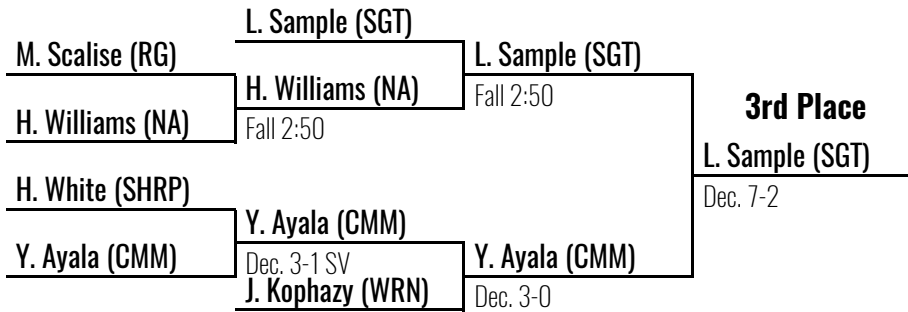 L. Sample (SGT)
M. Scalise (RG)
L. Sample (SGT)
H. Williams (NA)
Fall 2:50
3rd Place
H. Williams (NA)
Fall 2:50
L. Sample (SGT)
H. White (SHRP)
Dec. 7-2
Y. Ayala (CMM)
Y. Ayala (CMM)
Y. Ayala (CMM)
Dec. 3-1 SV
J. Kophazy (WRN)
Dec. 3-0